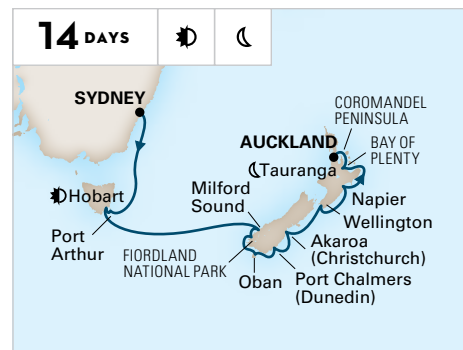 14 DAYS
SYDNEY
COROMANDEL
PENINSULA
AUCKLAND
BAY OF
PLENTY
Tauranga
Hobart
Milford
Sound
Napier
Wellington
Port
Arthur
FIORDLAND
NATIONAL PARK
Akaroa
(Christchurch)
Oban
Port Chalmers
(Dunedin)